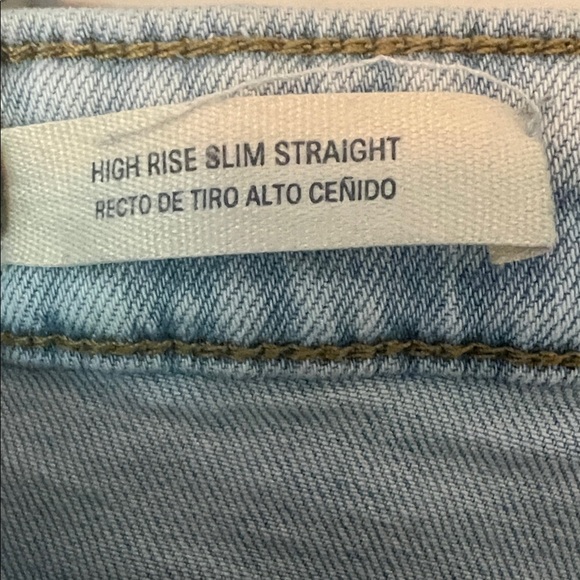 HIGH RISE SLIM STRAIGHT
RECTO DE TIRO ALTO CEÑIDO